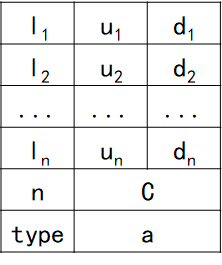 l₁ u₁ d₁
l₂ u₂ d₂
... ... ...
lₙ uₙ dₙ
n C
type a